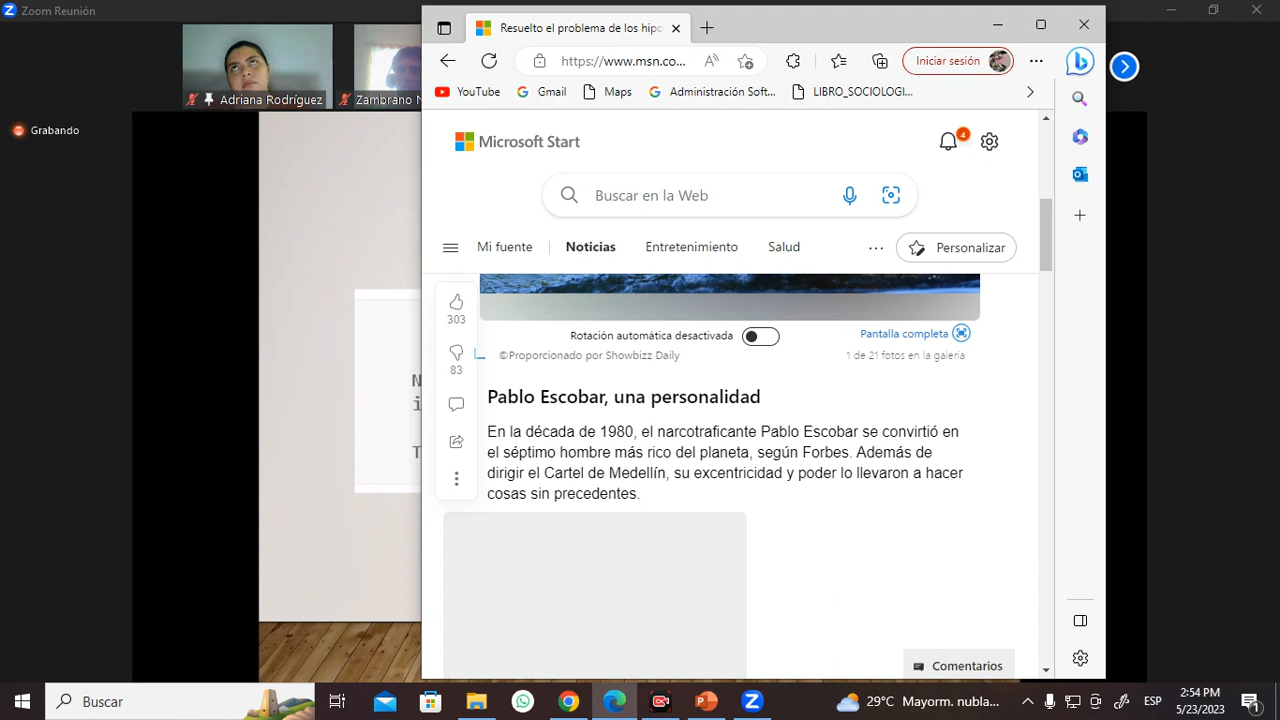 Zoom Reunión
Adriana Rodríguez
Zambrano N
Grabando
N
i
T
Resuelto el problema de los hipo
https://www.msn.co...
Iniciar sesión
YouTube
Gmail
Maps
Administración Soft...
LIBRO_SOCIOLOGI...
Microsoft Start
4
Buscar en la Web
Mi fuente
Noticias
Entretenimiento
Salud
Personalizar
303
83
Rotación automática desactivada
Pantalla completa
©Proporcionado por Showbizz Daily
1 de 21 fotos en la galería
Pablo Escobar, una personalidad
En la década de 1980, el narcotraficante Pablo Escobar se convirtió en
el séptimo hombre más rico del planeta, según Forbes. Además de
dirigir el Cartel de Medellín, su excentricidad y poder lo llevaron a hacer
cosas sin precedentes.
Comentarios
Buscar
29°C Mayorm. nubla...
ESP
2:54 PM
5/23/2023
1